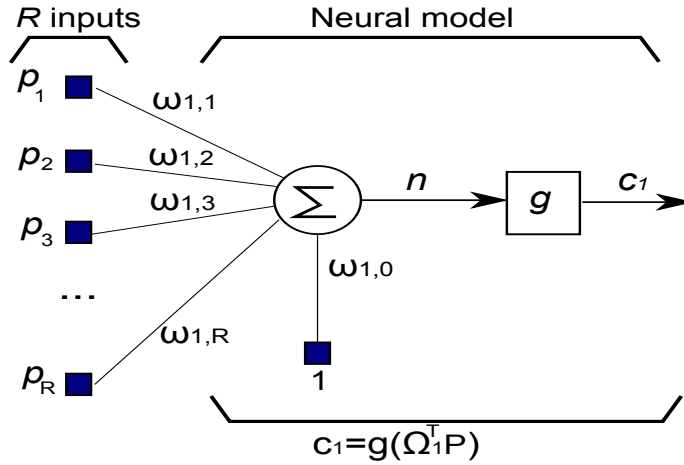 R inputs
Neural model
p1
ω1,1
p2
ω1,2
p3
ω1,3
Σ
n
g
c1
ω1,0
...
ω1,R
pR
1
c1=g(Ω1ᵀP)